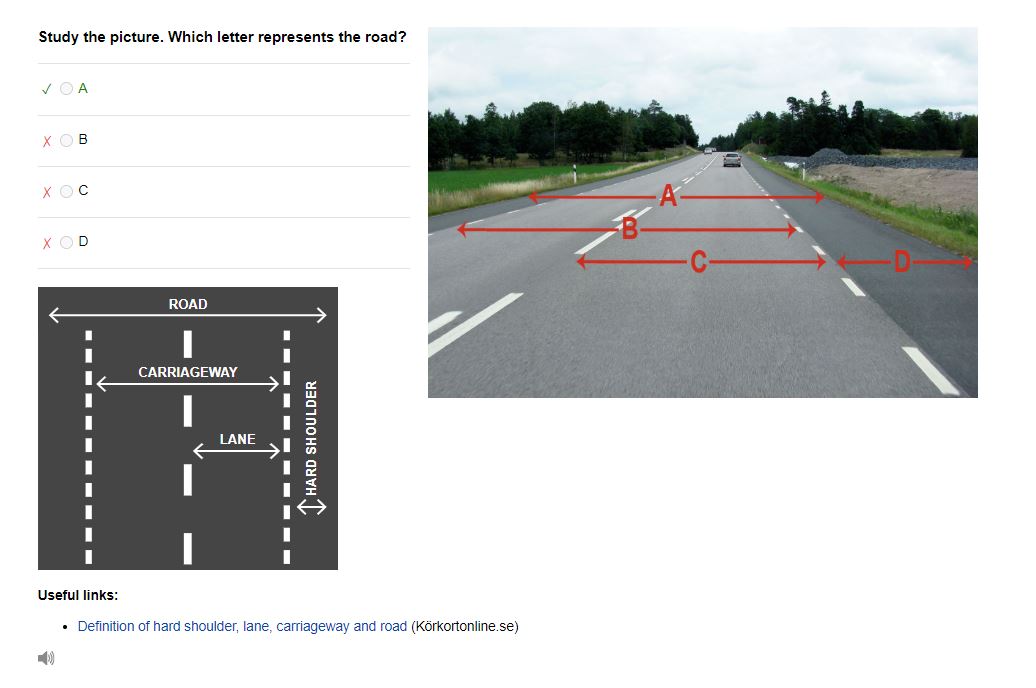 Study the picture. Which letter represents the road?
A
B
C
D
ROAD
CARRIAGEWAY
LANE
HARD SHOULDER
A
B
C
D
Useful links:
Definition of hard shoulder, lane, carriageway and road (Körkortonline.se)